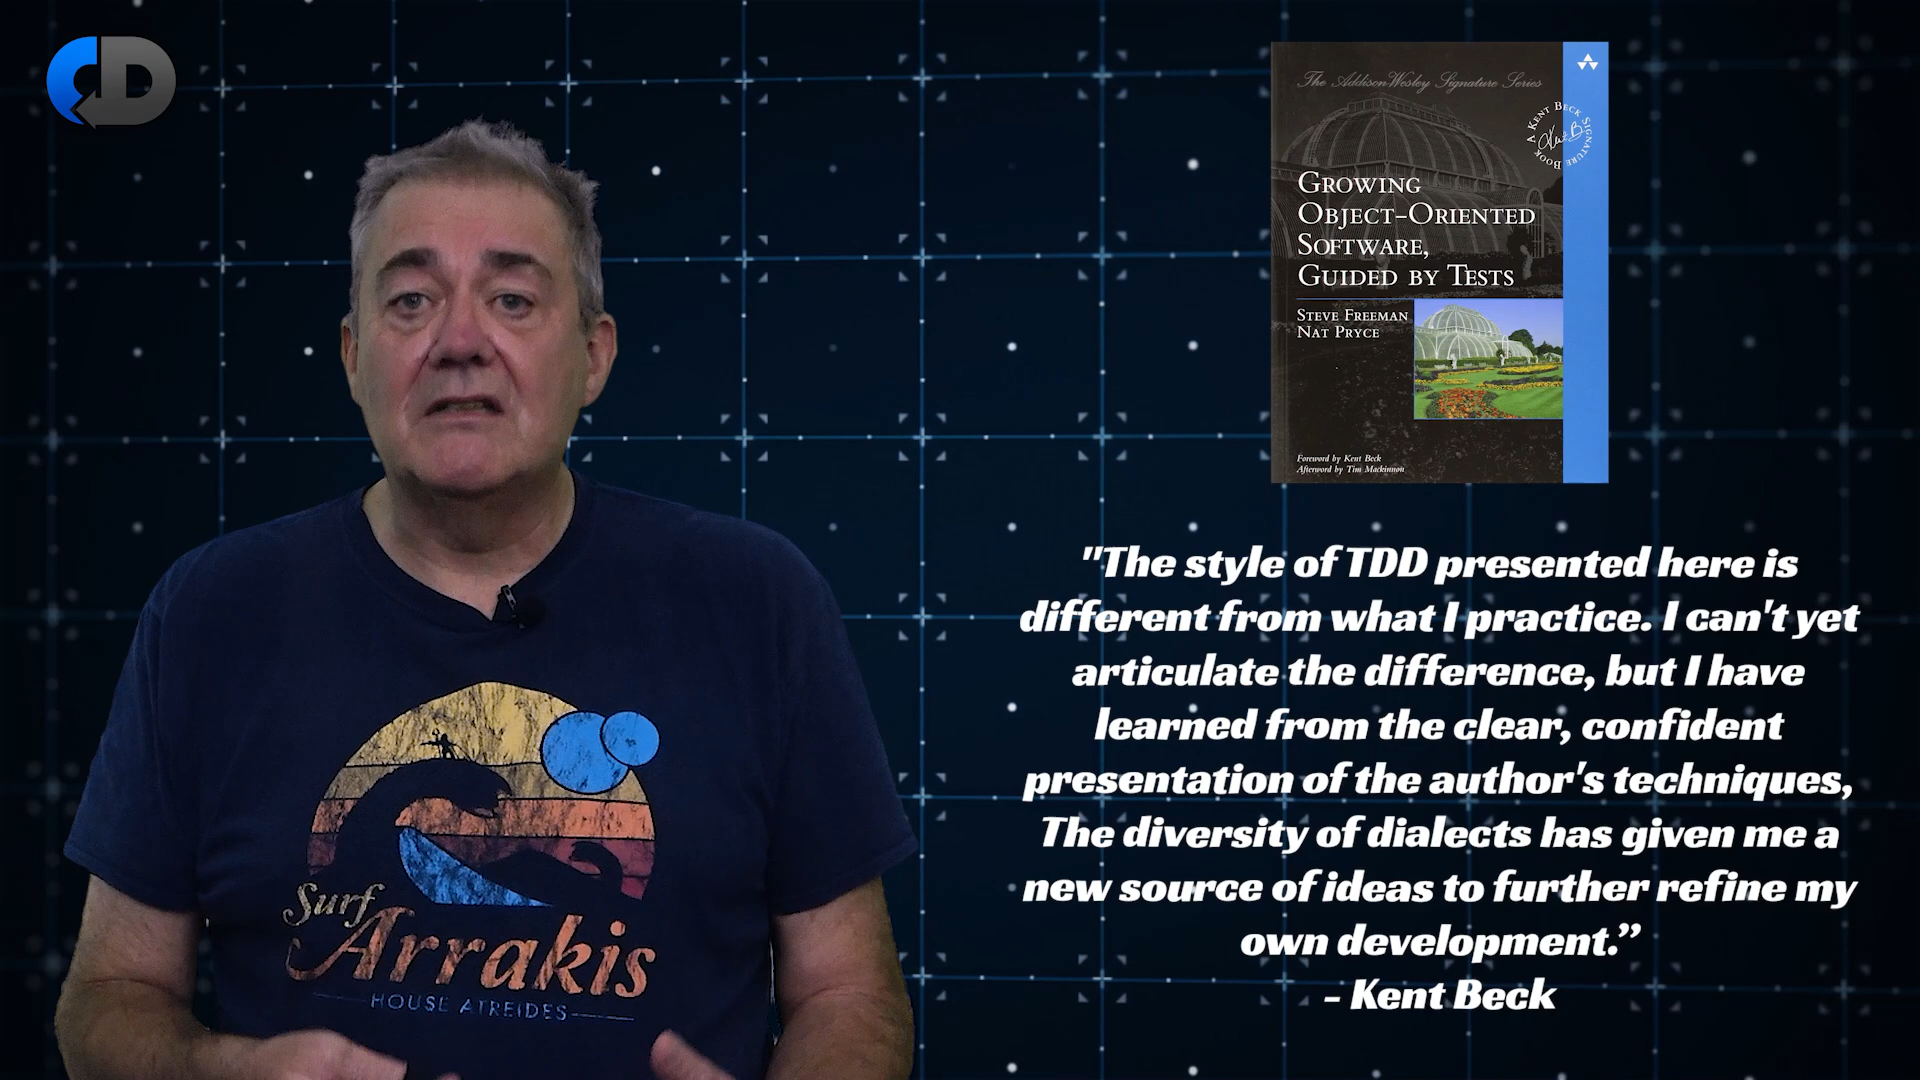 CD
The Addison-Wesley Signature Series
A KENT BECK SIGNATURE BOOK
GROWING
OBJECT-ORIENTED
SOFTWARE,
GUIDED BY TESTS
STEVE FREEMAN
NAT PRYCE
Foreword by Kent Beck
Afterword by Tim Mackinnon
"The style of TDD presented here is
different from what I practice. I can't yet
articulate the difference, but I have
learned from the clear, confident
presentation of the author's techniques,
The diversity of dialects has given me a
new source of ideas to further refine my
own development.”
- Kent Beck
Surf
Arrakis
HOUSE ATREIDES